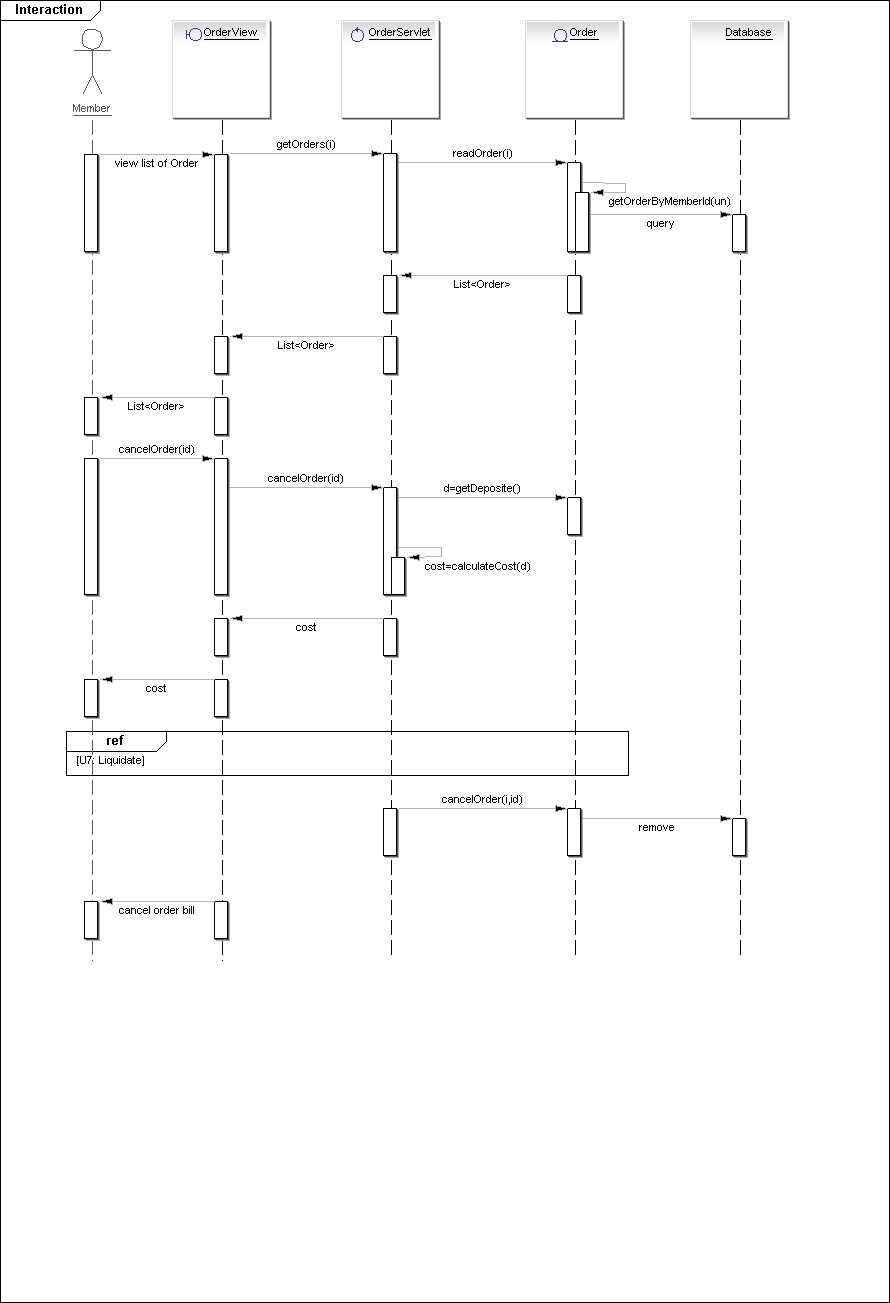 Interaction
OrderView
OrderServlet
Order
Database
Member
getOrders(i)
view list of Order
readOrder(i)
getOrderByMemberId(un)
query
List<Order>
List<Order>
List<Order>
cancelOrder(id)
cancelOrder(id)
d=getDeposite()
cost=calculateCost(d)
cost
cost
ref
[U7: Liquidate]
cancelOrder(i,id)
remove
cancel order bill